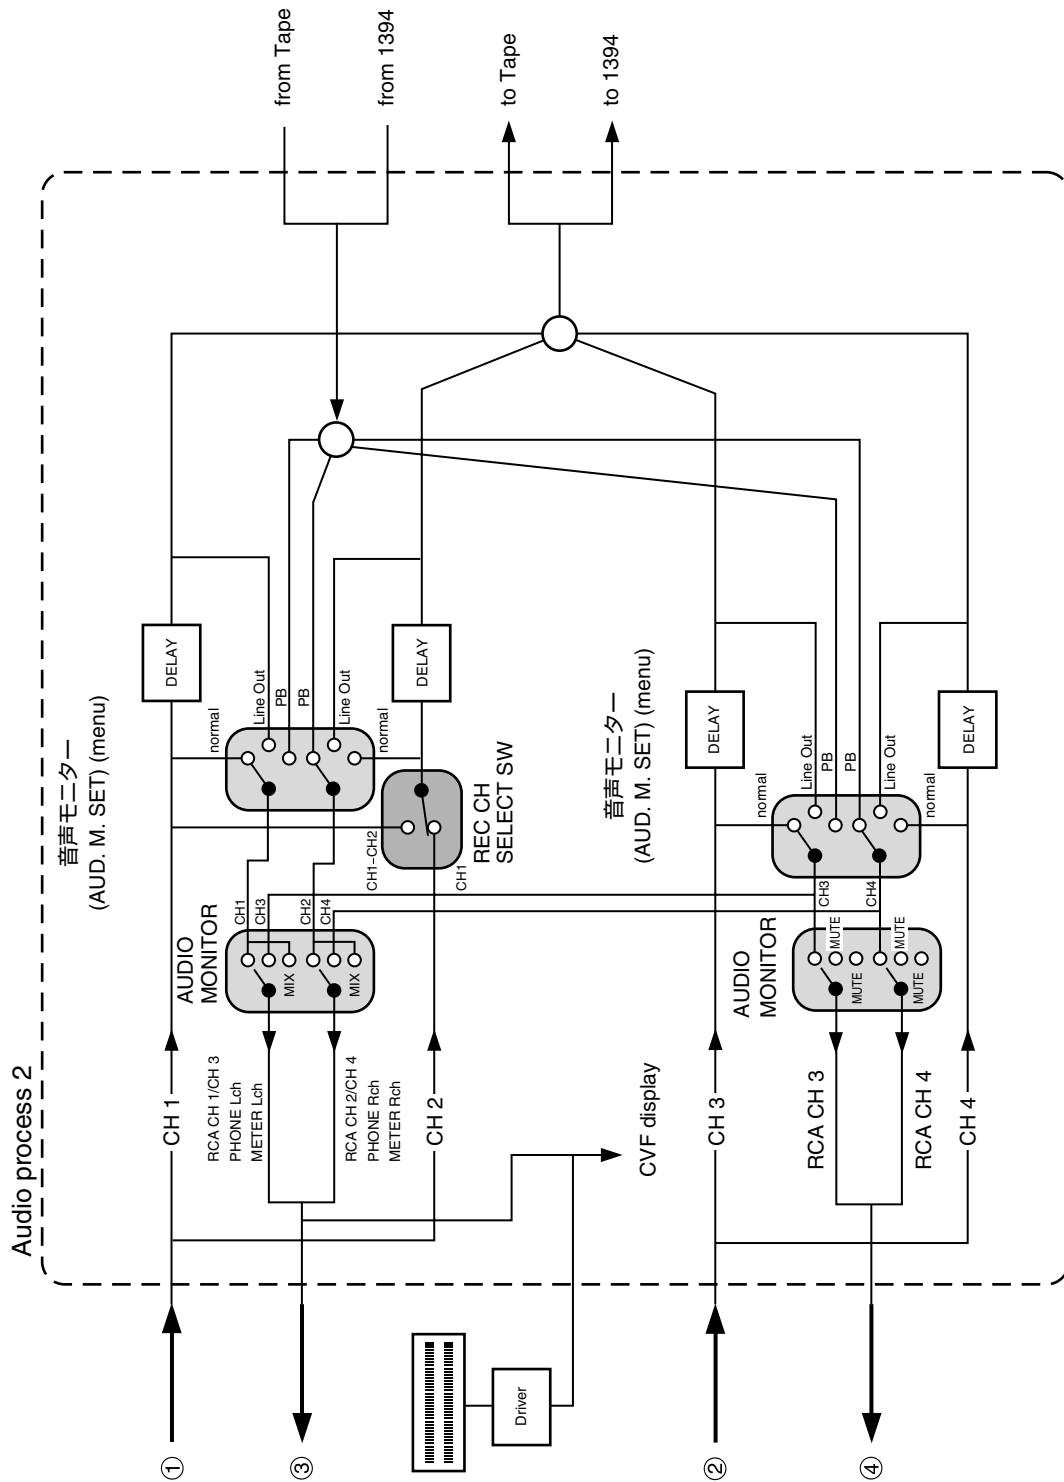 Audio process 2
①
CH 1
DELAY
③
RCA CH 1/CH 3
PHONE Lch
METER Lch
RCA CH 2/CH 4
PHONE Rch
METER Rch
AUDIO
MONITOR
MIX
MIX
CH1
CH3
CH2
CH4
音声モニター
(AUD. M. SET) (menu)
normal
Line Out
PB
PB
Line Out
normal
CH 2
CH1-CH2
CH1
REC CH
SELECT SW
DELAY
from Tape
from 1394
to Tape
to 1394
Driver
CVF display
②
CH 3
DELAY
④
RCA CH 3
RCA CH 4
AUDIO
MONITOR
MUTE
MUTE
MUTE
MUTE
CH3
CH4
音声モニター
(AUD. M. SET) (menu)
normal
Line Out
PB
PB
Line Out
normal
CH 4
DELAY